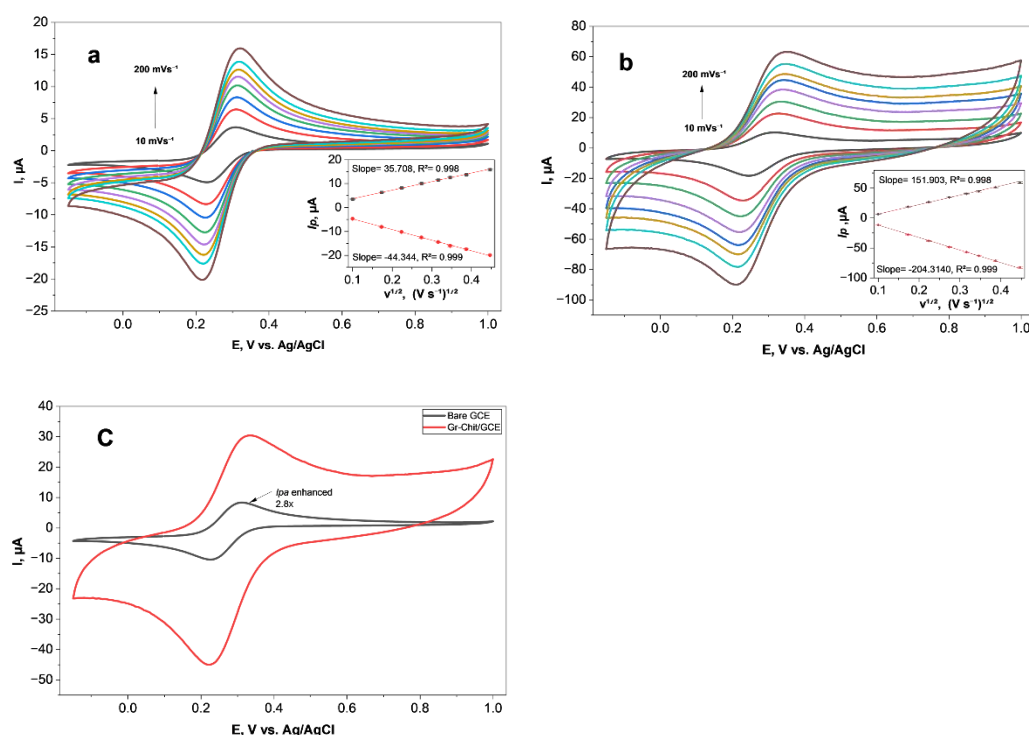 a
200 mVs⁻¹
10 mVs⁻¹
20
15
10
5
0
−5
−10
−15
−20
−25
I, µA
0.0
0.2
0.4
0.6
0.8
1.0
E, V vs. Ag/AgCl
Slope= 35.708, R²= 0.998
Slope= -44.344, R²= 0.999
Ip, µA
20
10
0
−10
−20
0.1
0.2
0.3
0.4
v¹/², (V s⁻¹)¹/²
b
200 mVs⁻¹
10 mVs⁻¹
80
60
40
20
0
−20
−40
−60
−80
−100
I, µA
0.0
0.2
0.4
0.6
0.8
1.0
E, V vs. Ag/AgCl
Slope= 151.903, R²= 0.998
Slope= -204.3140, R²= 0.999
Ip, µA
50
0
−50
−100
0.1
0.2
0.3
0.4
v¹/², (V s⁻¹)¹/²
C
Bare GCE
Gr-Chit/GCE
Ipa enhanced
2.8x
40
30
20
10
0
−10
−20
−30
−40
−50
I, µA
0.0
0.2
0.4
0.6
0.8
1.0
E, V vs. Ag/AgCl